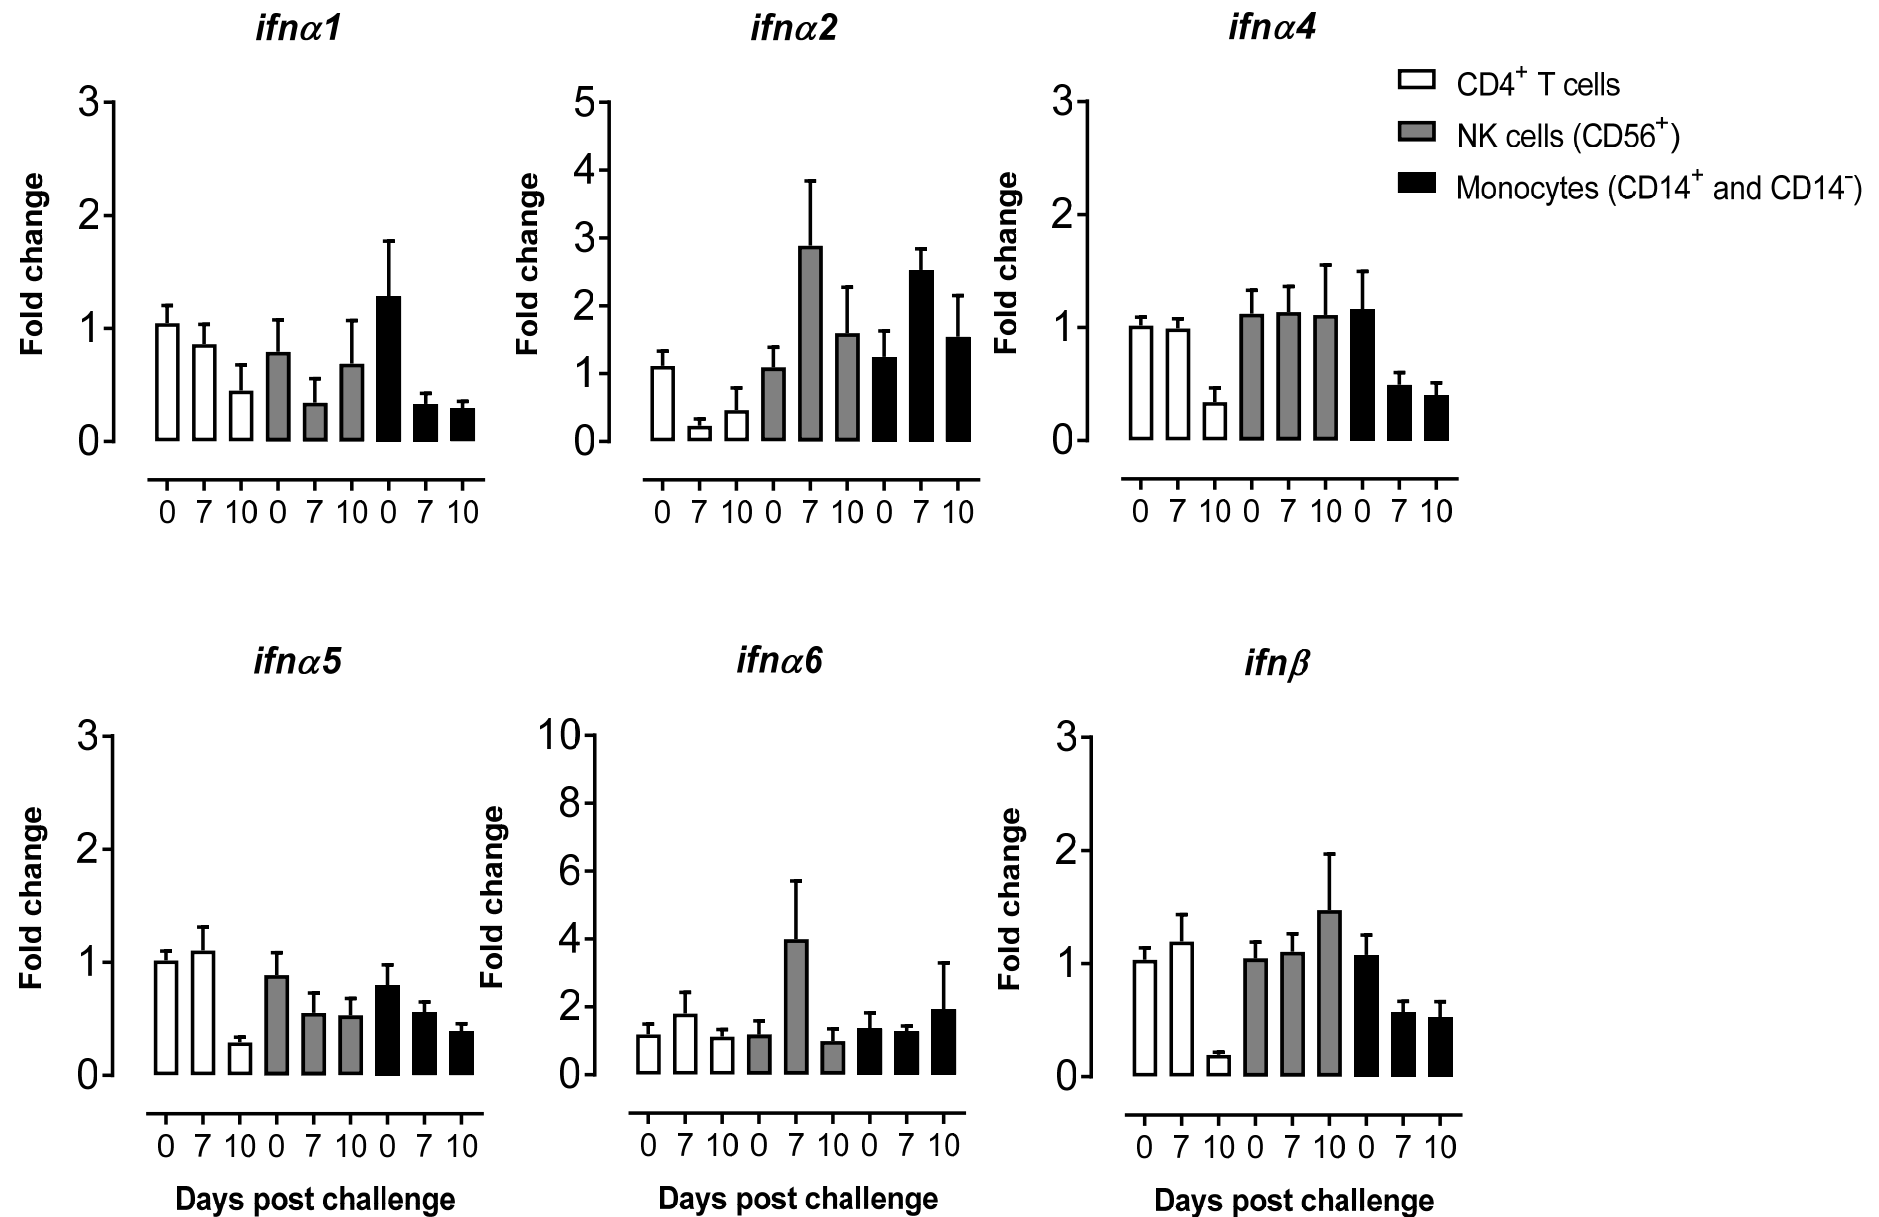 ifnα1
ifnα2
ifnα4
CD4⁺ T cells
NK cells (CD56⁺)
Monocytes (CD14⁺ and CD14⁻)
Fold change
3
2
1
0
0 7 10 0 7 10 0 7 10
Fold change
5
4
3
2
1
0
0 7 10 0 7 10 0 7 10
Fold change
3
2
1
0
0 7 10 0 7 10 0 7 10
ifnα5
ifnα6
ifnβ
Fold change
3
2
1
0
0 7 10 0 7 10 0 7 10
Days post challenge
Fold change
10
8
6
4
2
0
0 7 10 0 7 10 0 7 10
Days post challenge
Fold change
3
2
1
0
0 7 10 0 7 10 0 7 10
Days post challenge